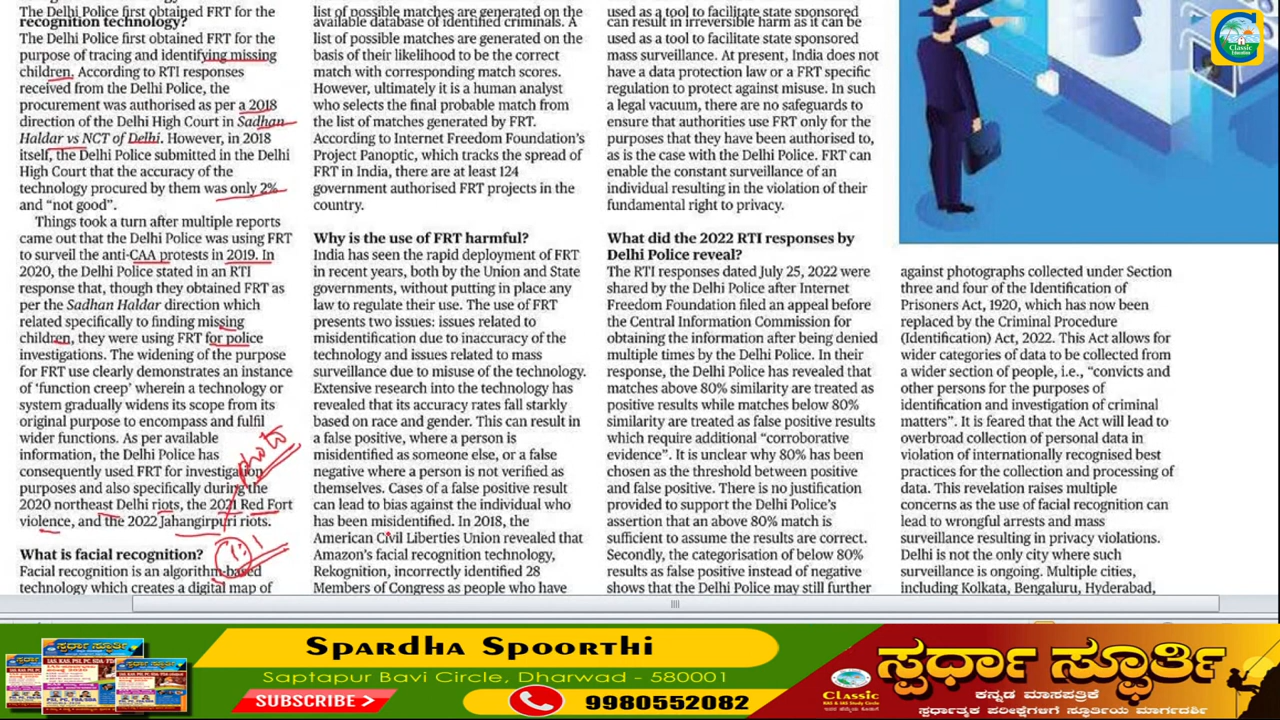 The Delhi Police first obtained FRT for the
recognition technology?
The Delhi Police first obtained FRT for the
purpose of tracing and identifying missing
children. According to RTI responses
received from the Delhi Police, the
procurement was authorised as per a 2018
direction of the Delhi High Court in Sadhan
Haldar vs NCT of Delhi. However, in 2018
itself, the Delhi Police submitted in the Delhi
High Court that the accuracy of the
technology procured by them was only 2%
and “not good”.
Things took a turn after multiple reports
came out that the Delhi Police was using FRT
to surveil the anti-CAA protests in 2019. In
2020, the Delhi Police stated in an RTI
response that, though they obtained FRT as
per the Sadhan Haldar direction which
related specifically to finding missing
children, they were using FRT for police
investigations. The widening of the purpose
for FRT use clearly demonstrates an instance
of ‘function creep’ wherein a technology or
system gradually widens its scope from its
original purpose to encompass and fulfil
wider functions. As per available
information, the Delhi Police has
consequently used FRT for investigation
purposes and also specifically during the
2020 northeast Delhi riots, the 2021 Red Fort
violence, and the 2022 Jahangirpuri riots.
photo
1:1
What is facial recognition?
Facial recognition is an algorithm-based
technology which creates a digital map of
list of possible matches are generated on the
available database of identified criminals. A
list of possible matches are generated on the
basis of their likelihood to be the correct
match with corresponding match scores.
However, ultimately it is a human analyst
who selects the final probable match from
the list of matches generated by FRT.
According to Internet Freedom Foundation’s
Project Panoptic, which tracks the spread of
FRT in India, there are at least 124
government authorised FRT projects in the
country.
Why is the use of FRT harmful?
India has seen the rapid deployment of FRT
in recent years, both by the Union and State
governments, without putting in place any
law to regulate their use. The use of FRT
presents two issues: issues related to
misidentification due to inaccuracy of the
technology and issues related to mass
surveillance due to misuse of the technology.
Extensive research into the technology has
revealed that its accuracy rates fall starkly
based on race and gender. This can result in
a false positive, where a person is
misidentified as someone else, or a false
negative where a person is not verified as
themselves. Cases of a false positive result
can lead to bias against the individual who
has been misidentified. In 2018, the
American Civil Liberties Union revealed that
Amazon’s facial recognition technology,
Rekognition, incorrectly identified 28
Members of Congress as people who have
used as a tool to facilitate state sponsored
can result in irreversible harm as it can be
used as a tool to facilitate state sponsored
mass surveillance. At present, India does not
have a data protection law or a FRT specific
regulation to protect against misuse. In such
a legal vacuum, there are no safeguards to
ensure that authorities use FRT only for the
purposes that they have been authorised to,
as is the case with the Delhi Police. FRT can
enable the constant surveillance of an
individual resulting in the violation of their
fundamental right to privacy.
What did the 2022 RTI responses by
Delhi Police reveal?
The RTI responses dated July 25, 2022 were
shared by the Delhi Police after Internet
Freedom Foundation filed an appeal before
the Central Information Commission for
obtaining the information after being denied
multiple times by the Delhi Police. In their
response, the Delhi Police has revealed that
matches above 80% similarity are treated as
positive results while matches below 80%
similarity are treated as false positive results
which require additional “corroborative
evidence”. It is unclear why 80% has been
chosen as the threshold between positive
and false positive. There is no justification
provided to support the Delhi Police’s
assertion that an above 80% match is
sufficient to assume the results are correct.
Secondly, the categorisation of below 80%
results as false positive instead of negative
shows that the Delhi Police may still further
against photographs collected under Section
three and four of the Identification of
Prisoners Act, 1920, which has now been
replaced by the Criminal Procedure
(Identification) Act, 2022. This Act allows for
wider categories of data to be collected from
a wider section of people, i.e., “convicts and
other persons for the purposes of
identification and investigation of criminal
matters”. It is feared that the Act will lead to
overbroad collection of personal data in
violation of internationally recognised best
practices for the collection and processing of
data. This revelation raises multiple
concerns as the use of facial recognition can
lead to wrongful arrests and mass
surveillance resulting in privacy violations.
Delhi is not the only city where such
surveillance is ongoing. Multiple cities,
including Kolkata, Bengaluru, Hyderabad,
Classic
Education
Spardha Spoorthi
Saptapur Bavi Circle, Dharwad - 580001
SUBSCRIBE
9980552082
ಸ್ಪರ್ಧಾ ಸ್ಪೂರ್ತಿ
ಕನ್ನಡ ಮಾಸಪತ್ರಿಕೆ
ಸ್ಪರ್ಧಾತ್ಮಕ ಪರೀಕ್ಷೆಗಳಿಗೆ ಸ್ಫೂರ್ತಿಯ ಮಾರ್ಗದರ್ಶಿ
Classic
IAS & KAS Study Circle
ಸ್ಪರ್ಧಾ ಸ್ಫೂರ್ತಿ